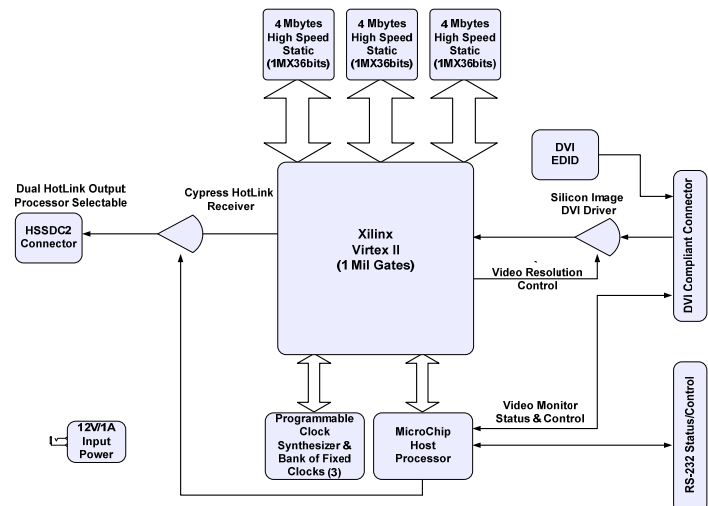 4 Mbytes
High Speed
Static
(1MX36bits)
4 Mbytes
High Speed
Static
(1MX36bits)
4 Mbytes
High Speed
Static
(1MX36bits)
DVI
EDID
Dual HotLink Output
Processor Selectable
HSSDC2
Connector
Cypress HotLink
Receiver
Xilinx
Virtex II
(1 Mil Gates)
Silicon Image
DVI Driver
Video Resolution
Control
DVI Compliant Connector
12V/1A
Input
Power
Programmable
Clock
Synthesizer &
Bank of Fixed
Clocks (3)
MicroChip
Host
Processor
Video Monitor
Status & Control
RS-232 Status/Control